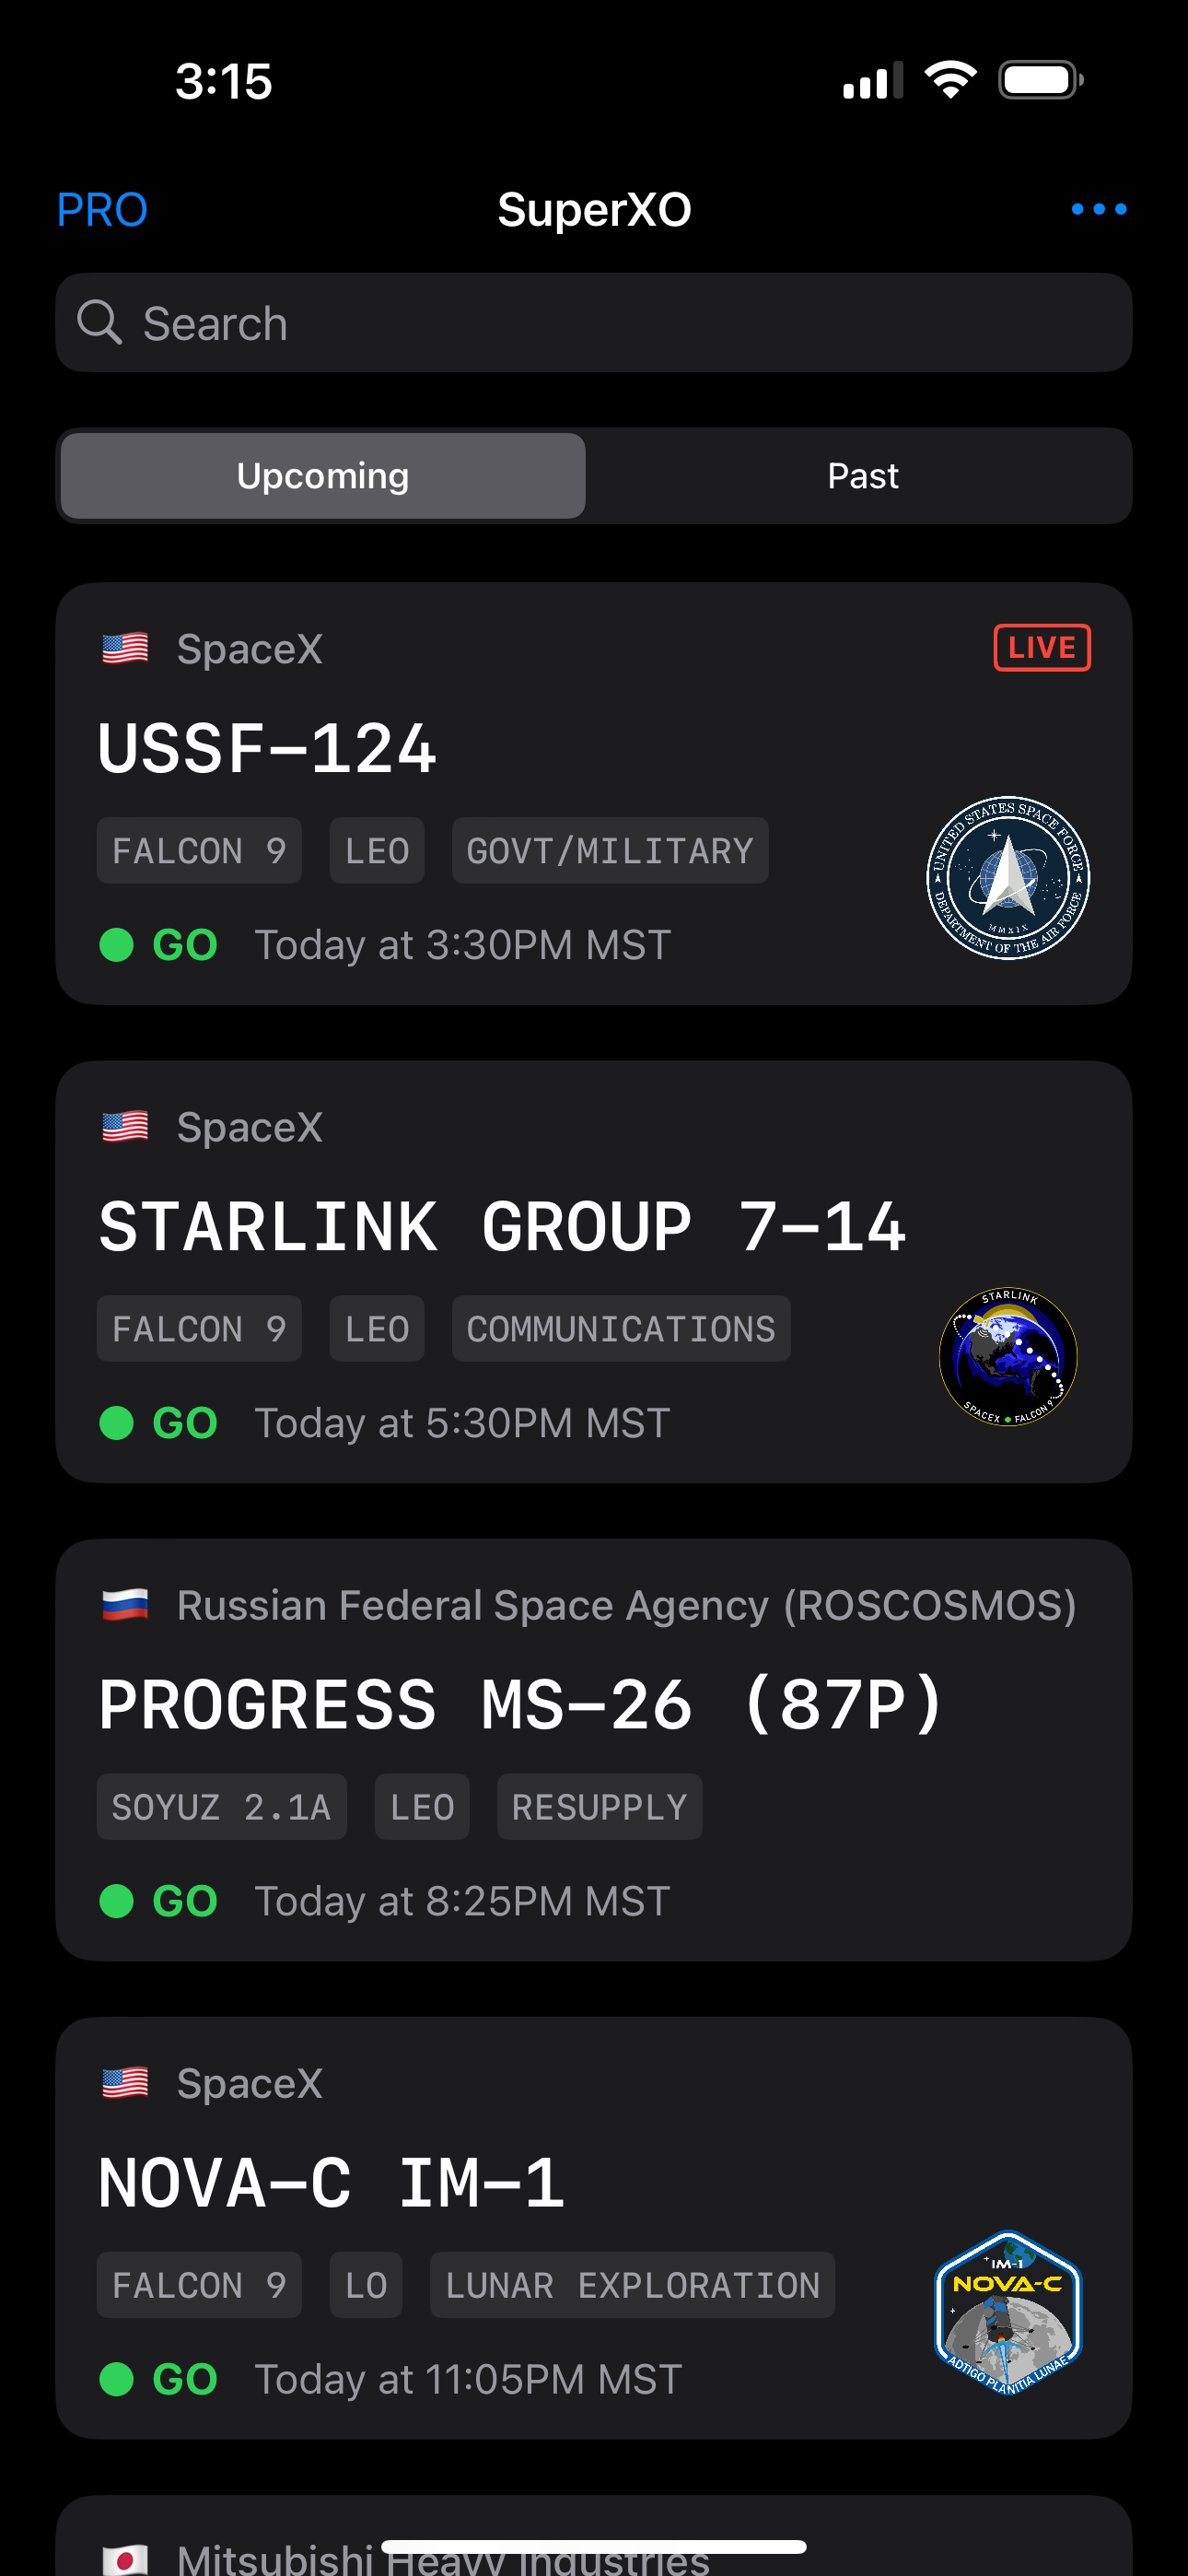 3:15
PRO
SuperXO
Search
Upcoming
Past
SpaceX
LIVE
USSF-124
FALCON 9
LEO
GOVT/MILITARY
UNITED STATES SPACE FORCE
MMXIX
DEPARTMENT OF THE AIR FORCE
GO
Today at 3:30PM MST
SpaceX
STARLINK GROUP 7-14
FALCON 9
LEO
COMMUNICATIONS
STARLINK
SPACEX FALCON 9
GO
Today at 5:30PM MST
Russian Federal Space Agency (ROSCOSMOS)
PROGRESS MS-26 (87P)
SOYUZ 2.1A
LEO
RESUPPLY
GO
Today at 8:25PM MST
SpaceX
NOVA-C IM-1
FALCON 9
LO
LUNAR EXPLORATION
IM-1
NOVA-C
ADTIGO PLANITIA LUNAE
GO
Today at 11:05PM MST
Mitsubishi Heavy Industries